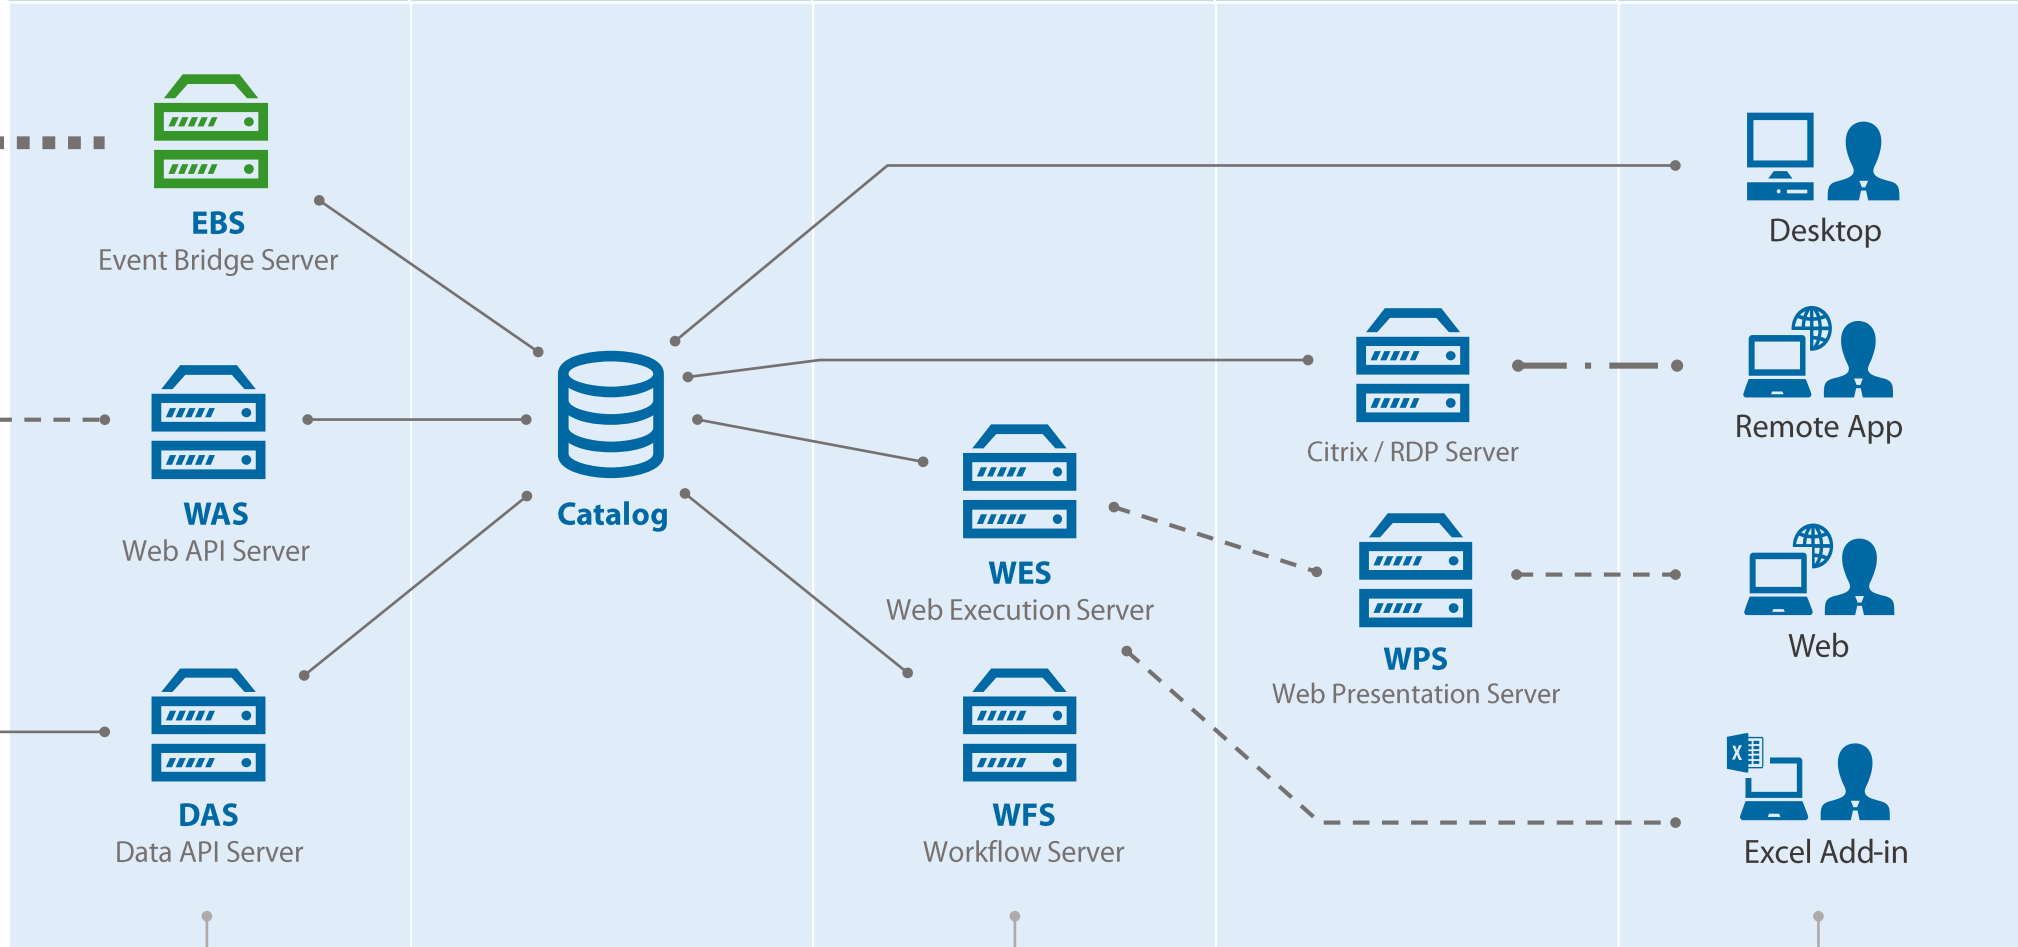 EBS
Event Bridge Server
WAS
Web API Server
DAS
Data API Server
Catalog
WES
Web Execution Server
WFS
Workflow Server
Citrix / RDP Server
WPS
Web Presentation Server
Desktop
Remote App
Web
X
Excel Add-in